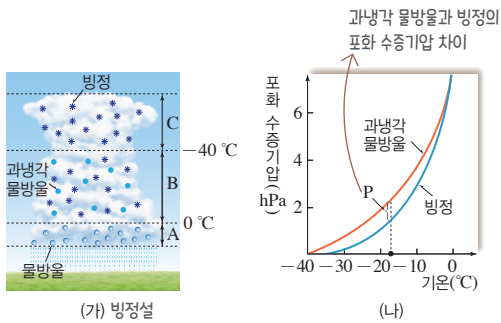 과냉각 물방울과 빙정의
포화 수증기압 차이
빙정
C
−40 ℃
과냉각
물방울
B
0 ℃
A
물방울
(가) 빙정설
포화 수증기압(hPa)
6
4
2
과냉각
물방울
P
빙정
−40 −30 −20 −10 0
기온(℃)
(나)